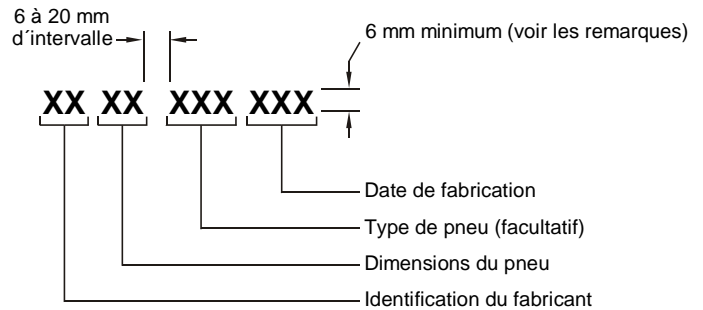 6 à 20 mm
d´intervalle
6 mm minimum (voir les remarques)
XX XX XXX XXX
Date de fabrication
Type de pneu (facultatif)
Dimensions du pneu
Identification du fabricant